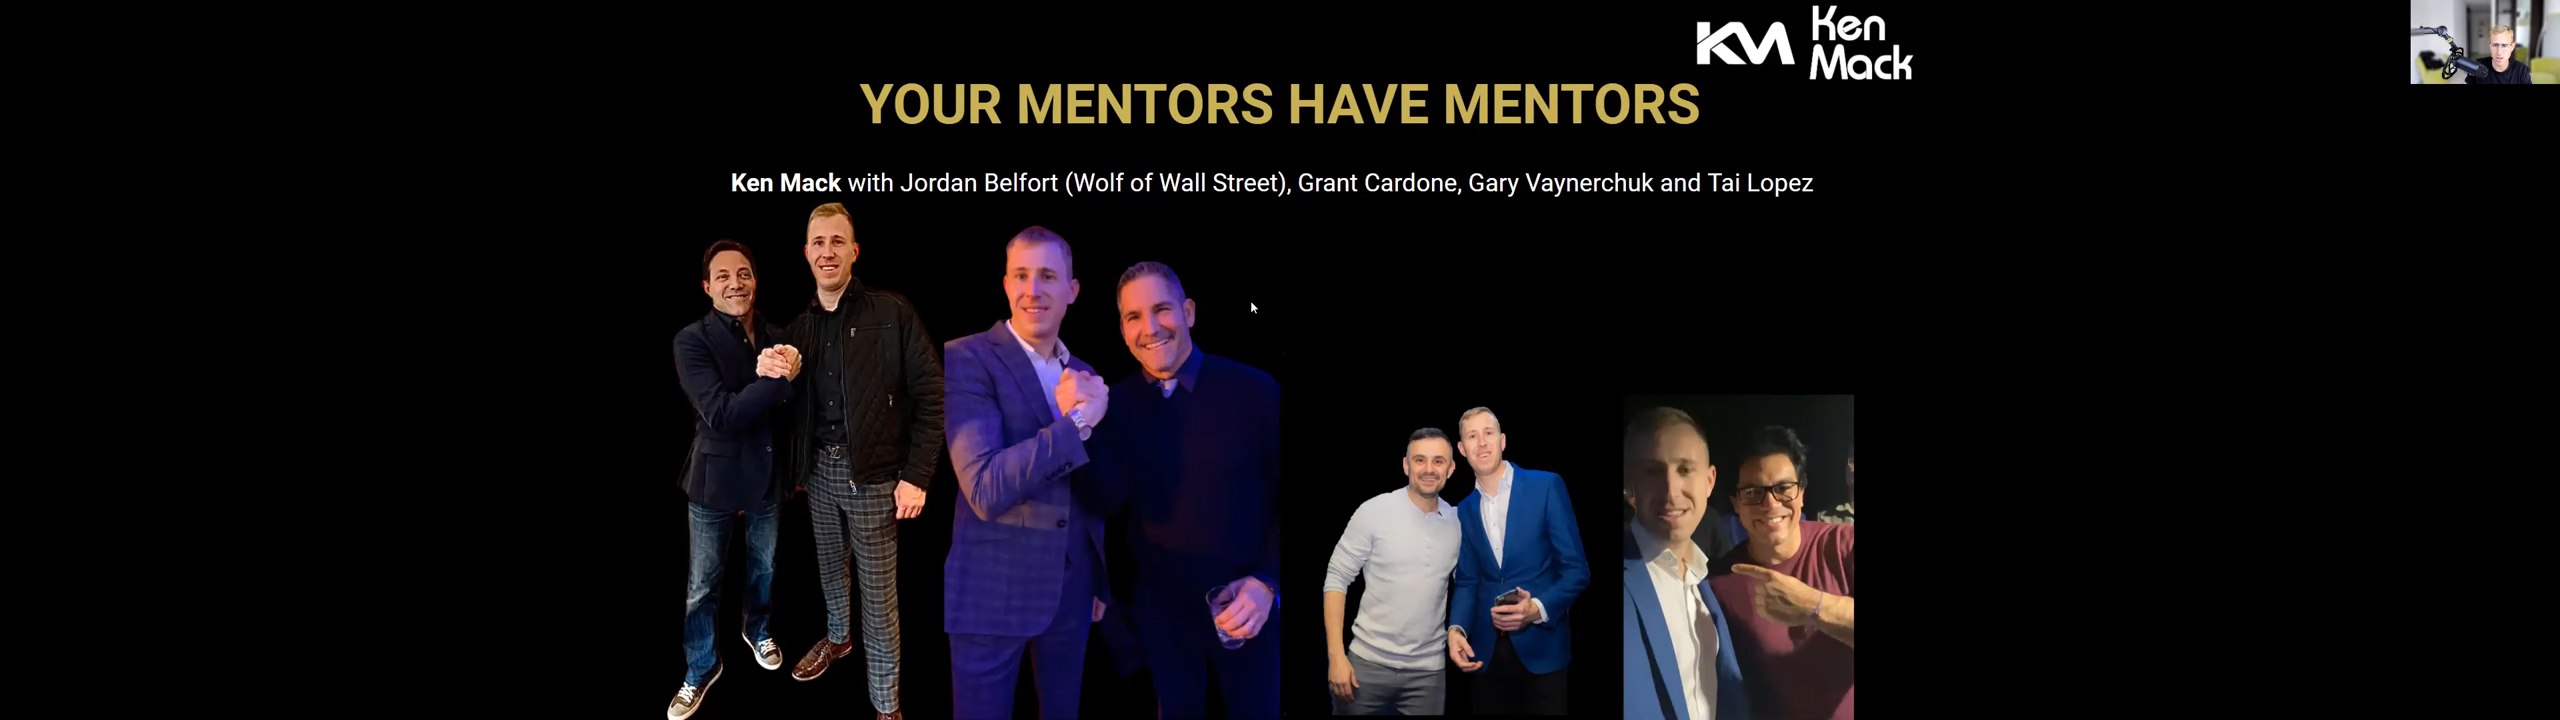 KM Ken
Mack
YOUR MENTORS HAVE MENTORS
Ken Mack with Jordan Belfort (Wolf of Wall Street), Grant Cardone, Gary Vaynerchuk and Tai Lopez